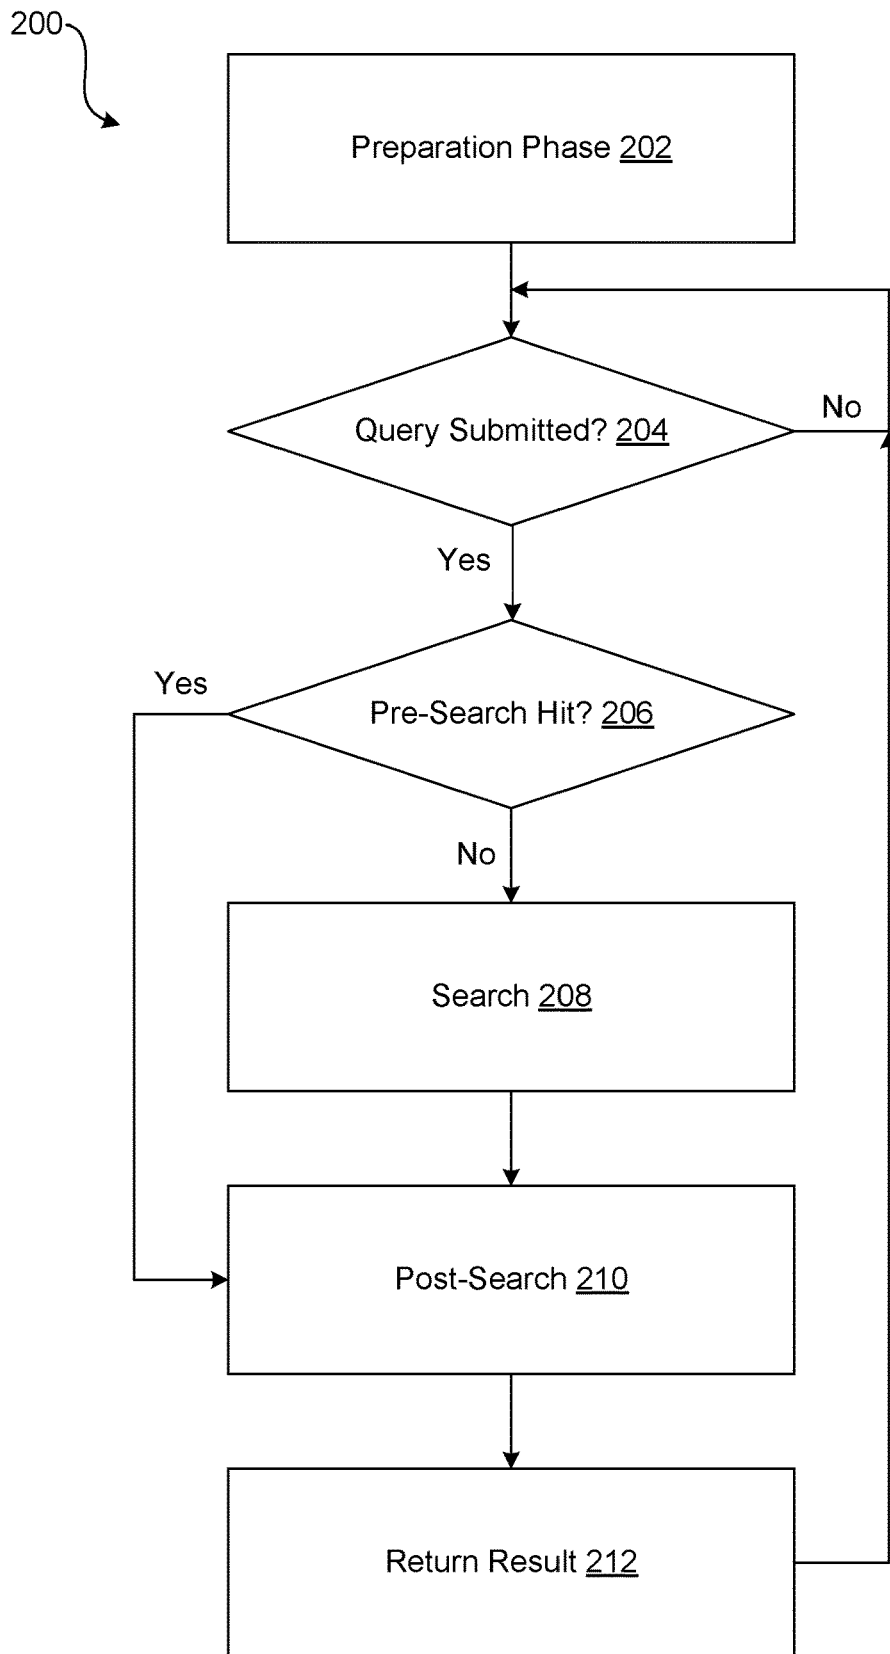 200
Preparation Phase 202
Query Submitted? 204
No
Yes
Yes
Pre-Search Hit? 206
No
Search 208
Post-Search 210
Return Result 212